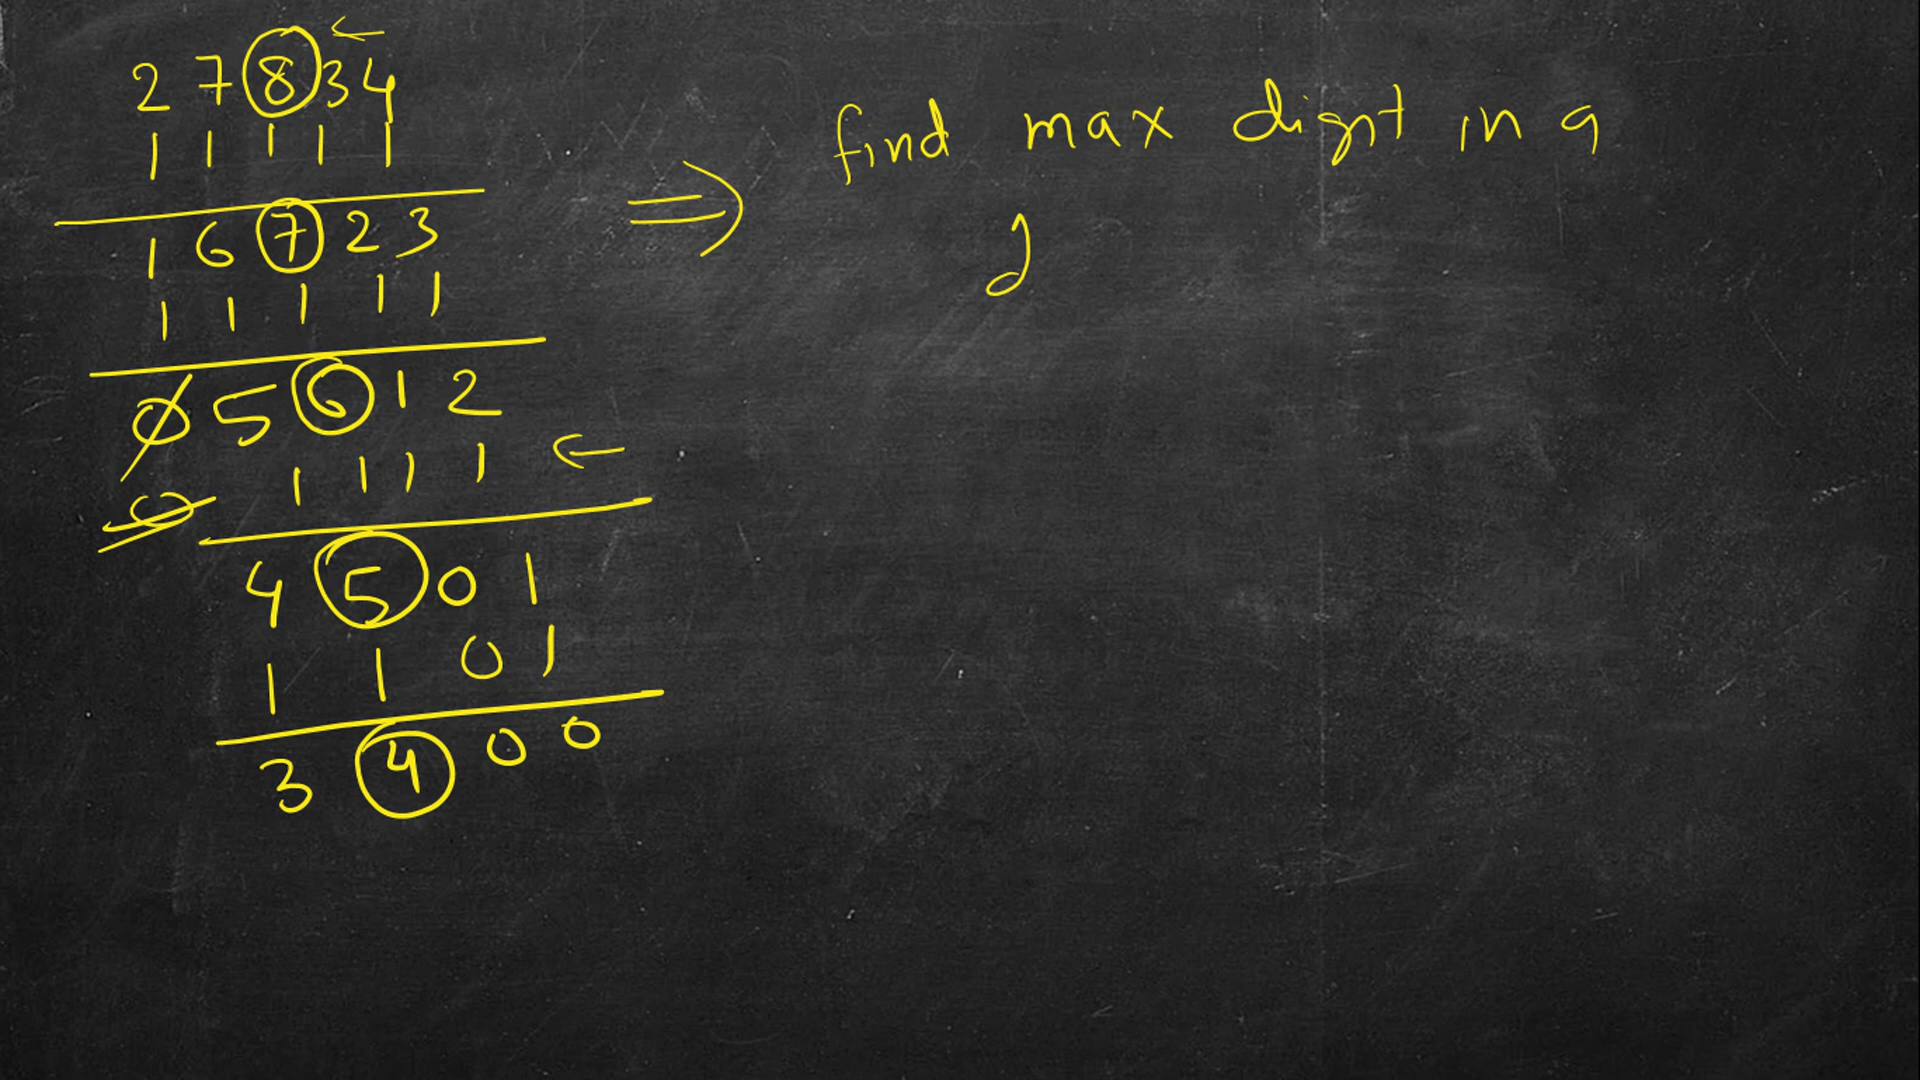 2 7 8 3 4
1 1 1 1 1
1 6 7 2 3
1 1 1 1 1
0 5 6 1 2
1 1 1 1
4 5 0 1
1 1 0 1
3 4 0 0
find max digit in a